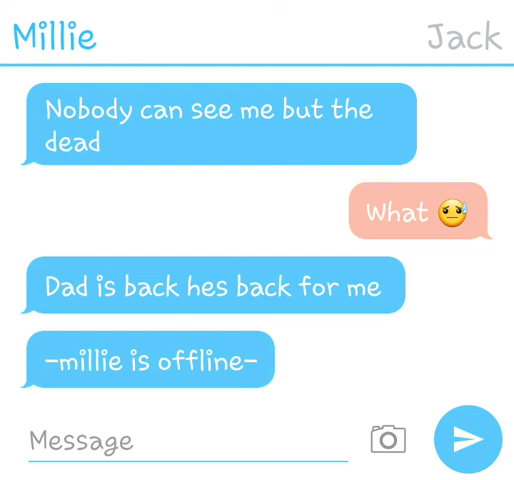 Millie Jack
Nobody can see me but the
dead
What 😓
Dad is back hes back for me
-millie is offline-
Message